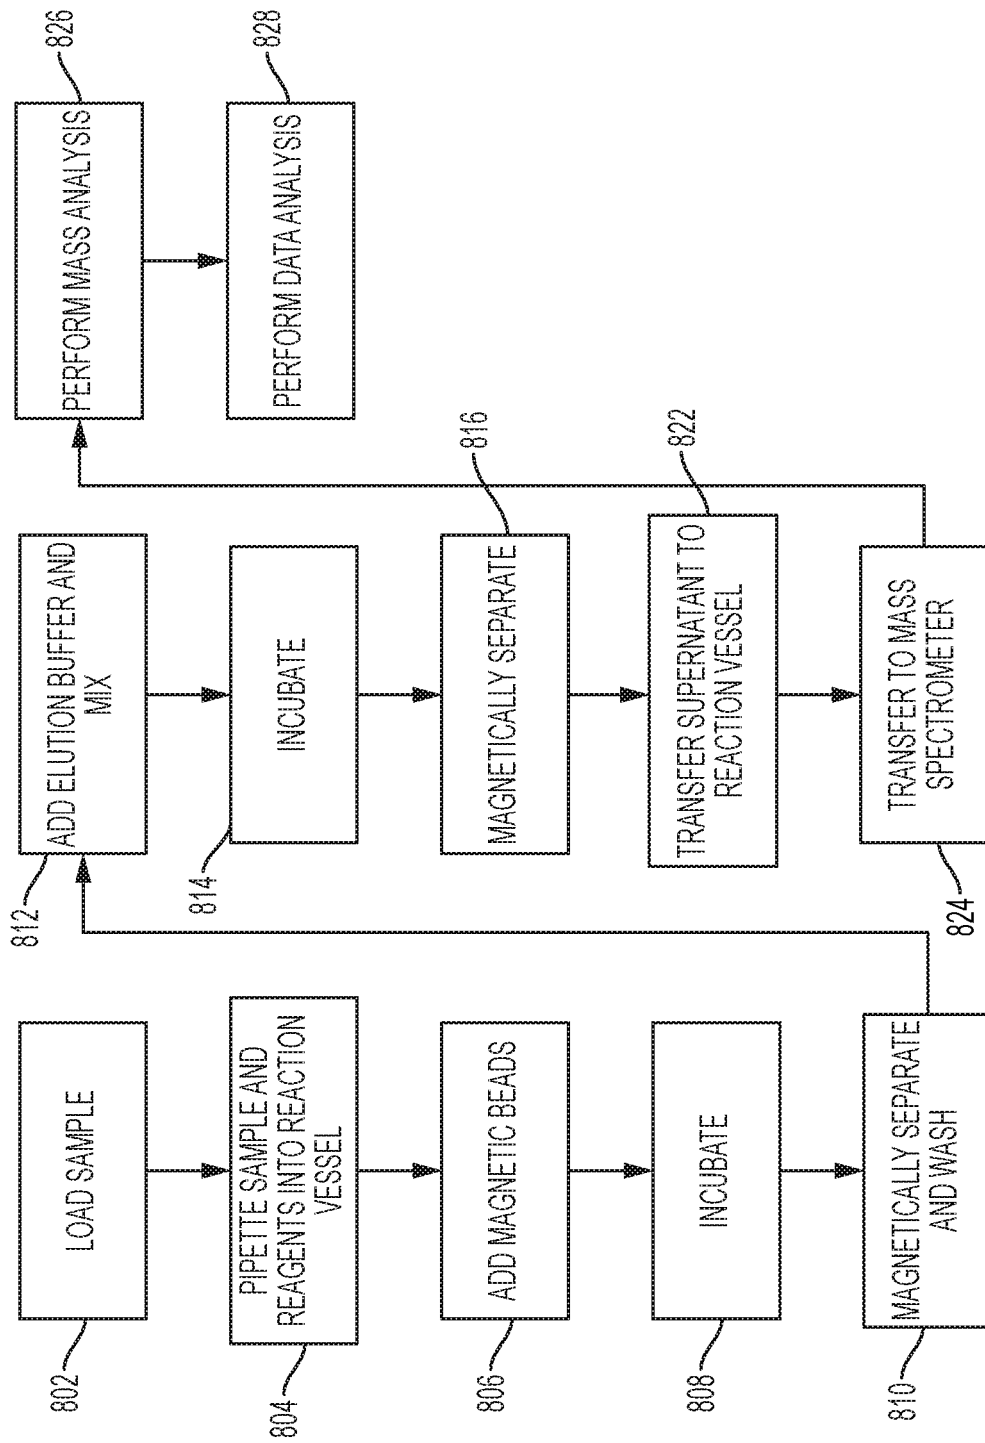 802
LOAD SAMPLE
804
PIPETTE SAMPLE AND
REAGENTS INTO REACTION
VESSEL
806
ADD MAGNETIC BEADS
808
INCUBATE
810
MAGNETICALLY SEPARATE
AND WASH
812
ADD ELUTION BUFFER AND
MIX
814
INCUBATE
816
MAGNETICALLY SEPARATE
822
TRANSFER SUPERNATANT TO
REACTION VESSEL
824
TRANSFER TO MASS
SPECTROMETER
826
PERFORM MASS ANALYSIS
828
PERFORM DATA ANALYSIS